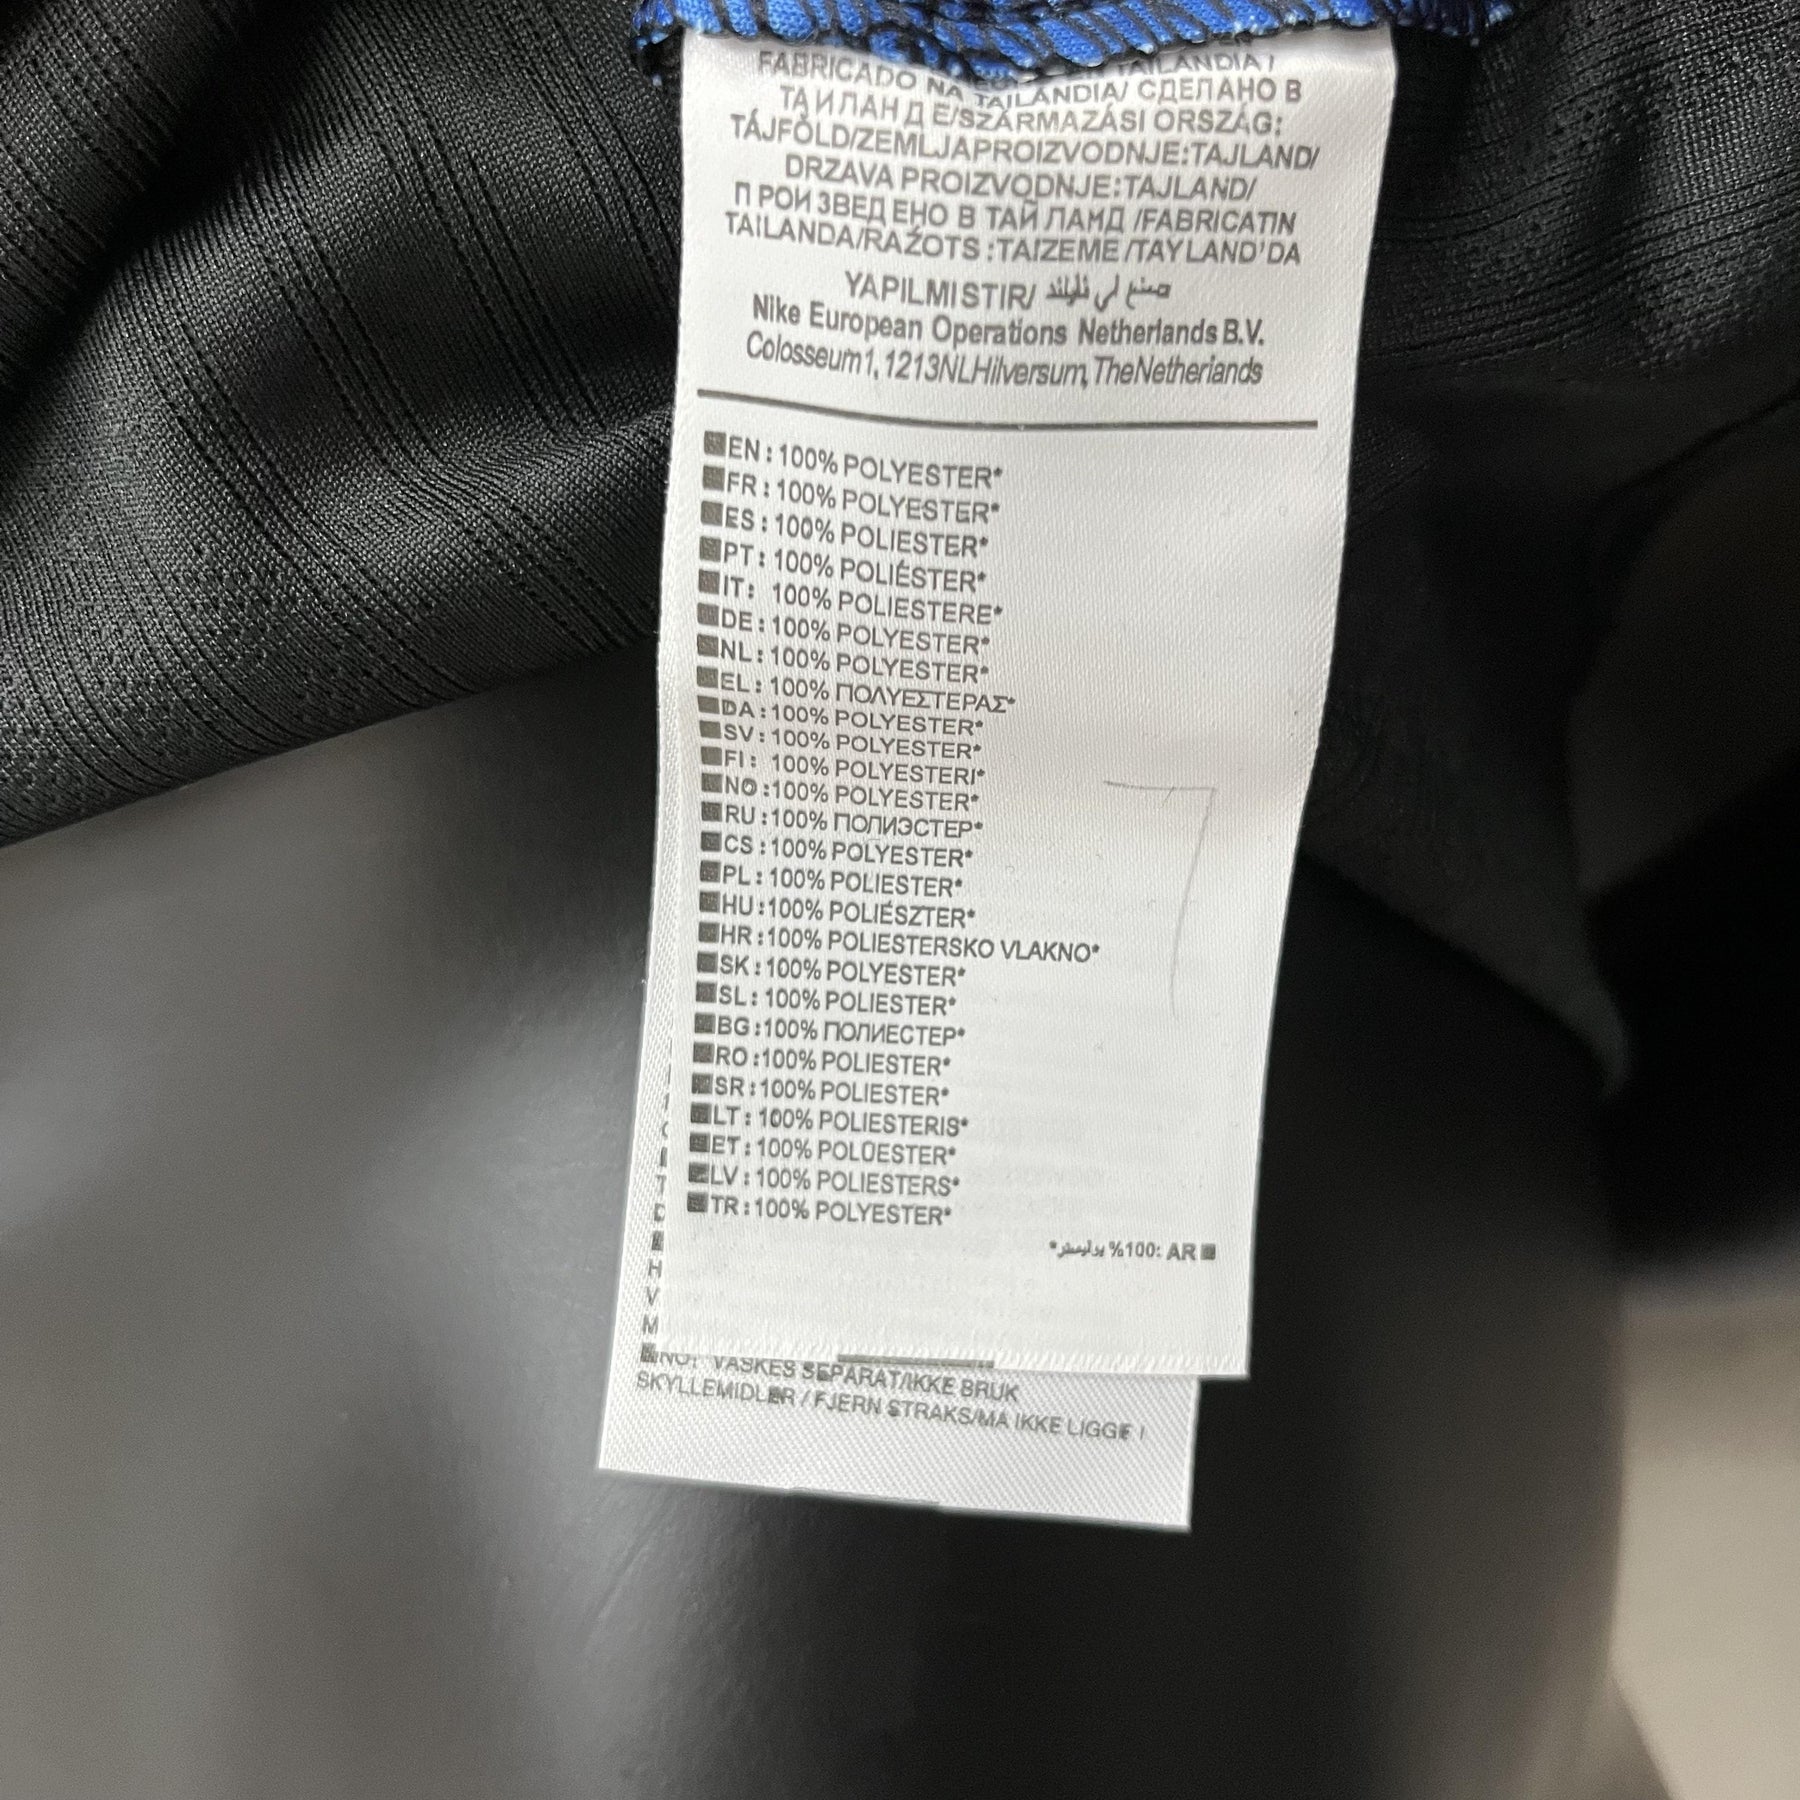 FABRICADO NA TAILÂNDIA/ СДЕЛАНО В
ТАИЛАНДЕ/SZÁRMAZÁSI ORSZÁG:
TÁJFÖLD/ZEMLJAPROIZVODNJE:TAJLAND/
DRZAVA PROIZVODNJE:TAJLAND/
ПРОИЗВЕДЕНО В ТАЙЛАНД /FABRICATIN
TAILANDA/RAŽOTS :TAIZEME/TAYLAND'DA
YAPILMISTIR/
Nike European Operations Netherlands B.V.
Colosseum1, 1213NLHilversum, TheNetherlands
EN : 100% POLYESTER*
FR : 100% POLYESTER*
ES : 100% POLIESTER*
PT : 100% POLIÉSTER*
IT : 100% POLIESTERE*
DE : 100% POLYESTER*
NL : 100% POLYESTER*
EL : 100% ΠΟΛΥΕΣΤΕΡΑΣ*
DA : 100% POLYESTER*
SV : 100% POLYESTER*
FI : 100% POLYESTERI*
NO :100% POLYESTER*
RU :100% ПОЛИЭСТЕР*
CS : 100% POLYESTER*
PL : 100% POLIESTER*
HU :100% POLIÉSZTER*
HR :100% POLIESTERSKO VLAKNO*
SK : 100% POLYESTER*
SL : 100% POLIESTER*
BG :100% ПОЛИЕСТЕР*
RO :100% POLIESTER*
SR : 100% POLIESTER*
LT : 100% POLIESTERIS*
ET : 100% POLÜESTER*
LV : 100% POLIESTERS*
TR : 100% POLYESTER*
AR :100% بوليستر*
7
NO: VASKES SEPARAT/IKKE BRUK
SKYLLEMIDLER / FJERN STRAKS/MA IKKE LIGGE I